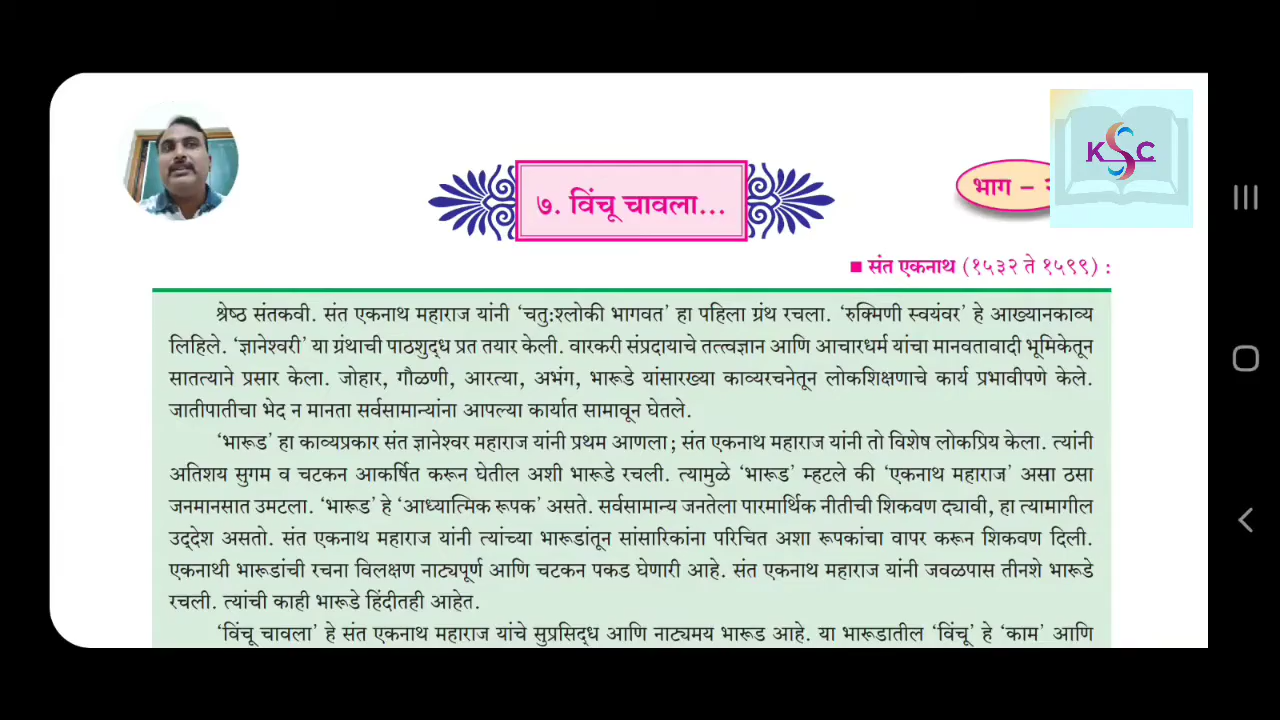 KSC
७. विंचू चावला...
भाग –
■ संत एकनाथ (१५३२ ते १५९९) :
श्रेष्ठ संतकवी. संत एकनाथ महाराज यांनी ‘चतुःश्लोकी भागवत’ हा पहिला ग्रंथ रचला. ‘रुक्मिणी स्वयंवर’ हे आख्यानकाव्य
लिहिले. ‘ज्ञानेश्वरी’ या ग्रंथाची पाठशुद्ध प्रत तयार केली. वारकरी संप्रदायाचे तत्त्वज्ञान आणि आचारधर्म यांचा मानवतावादी भूमिकेतून
सातत्याने प्रसार केला. जोहार, गौळणी, आरत्या, अभंग, भारूडे यांसारख्या काव्यरचनेतून लोकशिक्षणाचे कार्य प्रभावीपणे केले.
जातीपातीचा भेद न मानता सर्वसामान्यांना आपल्या कार्यात सामावून घेतले.
‘भारूड’ हा काव्यप्रकार संत ज्ञानेश्वर महाराज यांनी प्रथम आणला; संत एकनाथ महाराज यांनी तो विशेष लोकप्रिय केला. त्यांनी
अतिशय सुगम व चटकन आकर्षित करून घेतील अशी भारूडे रचली. त्यामुळे ‘भारूड’ म्हटले की ‘एकनाथ महाराज’ असा ठसा
जनमानसात उमटला. ‘भारूड’ हे ‘आध्यात्मिक रूपक’ असते. सर्वसामान्य जनतेला पारमार्थिक नीतीची शिकवण द्यावी, हा त्यामागील
उद्देश असतो. संत एकनाथ महाराज यांनी त्यांच्या भारूडांतून सांसारिकांना परिचित अशा रूपकांचा वापर करून शिकवण दिली.
एकनाथी भारूडांची रचना विलक्षण नाट्यपूर्ण आणि चटकन पकड घेणारी आहे. संत एकनाथ महाराज यांनी जवळपास तीनशे भारूडे
रचली. त्यांची काही भारूडे हिंदीतही आहेत.
‘विंचू चावला’ हे संत एकनाथ महाराज यांचे सुप्रसिद्ध आणि नाट्यमय भारूड आहे. या भारूडातील ‘विंचू’ हे ‘काम’ आणि